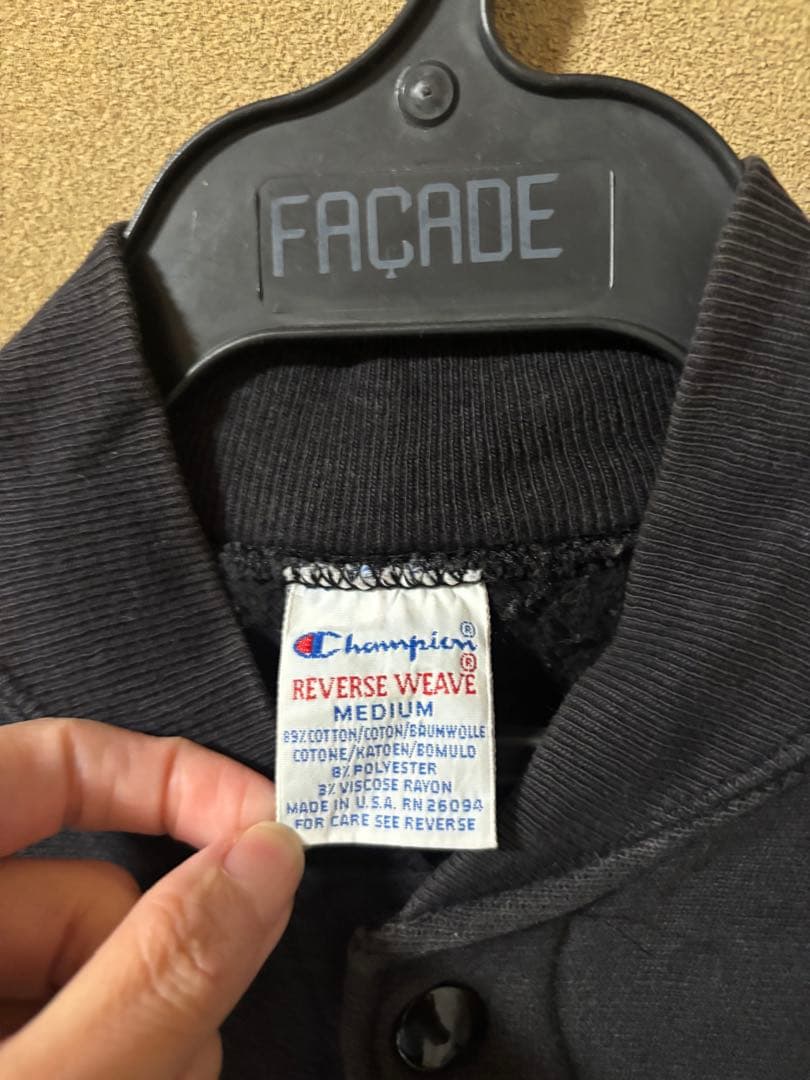 FAÇADE
Champion®
®
REVERSE WEAVE
MEDIUM
89% COTTON/COTON/BAUMWOLLE
COTONE/KATOEN/BOMULD
8% POLYESTER
3% VISCOSE RAYON
MADE IN U.S.A. RN 26094
FOR CARE SEE REVERSE